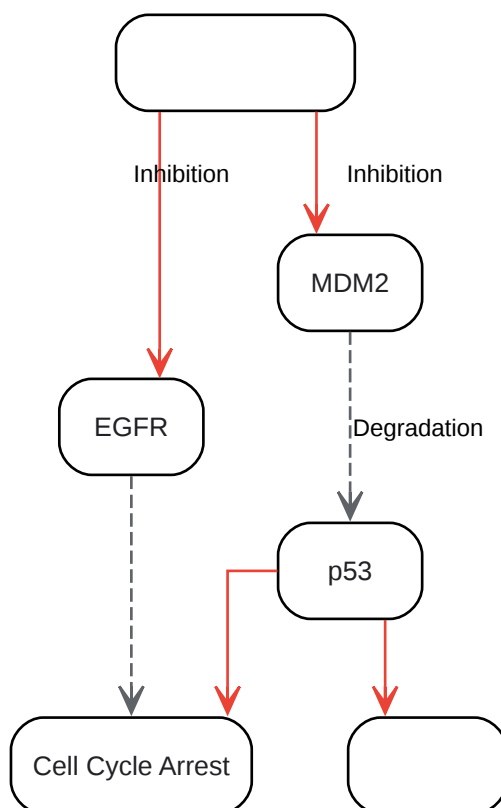 Inhibition
Inhibition
MDM2
EGFR
Degradation
p53
Cell Cycle Arrest